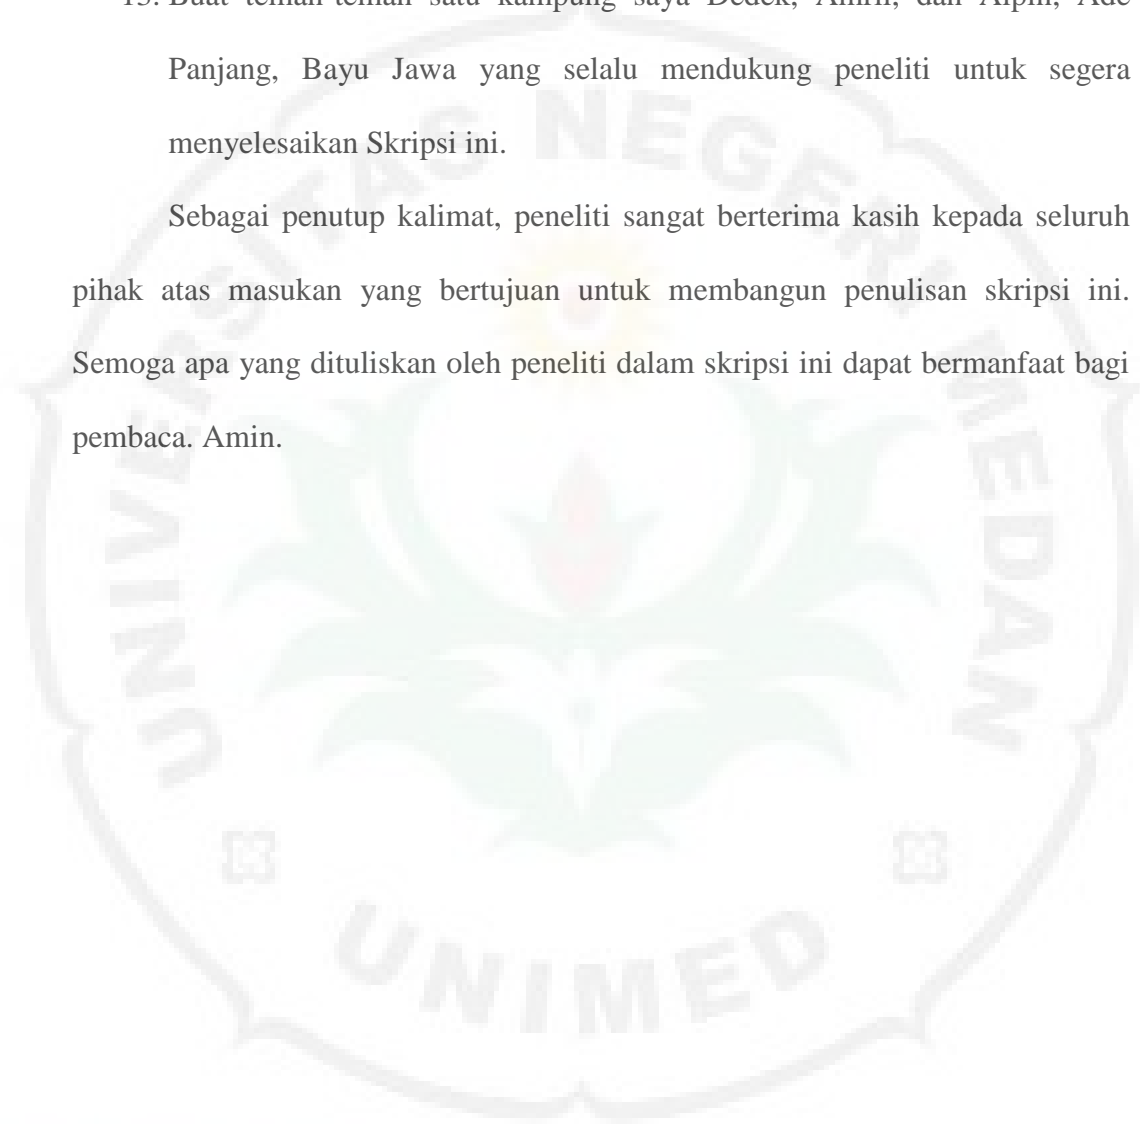 Buat teman-teman satu kampung saya Dedek, dan Ade
Panjang, Bayu Jawa yang selalu mendukung peneliti untuk segera
menyelesaikan Skripsi ini.
Sebagai penutup kalimat, peneliti sangat berterima kasih kepada seluruh
pihak atas masukan yang bertujuan untuk membangun penulisan skripsi ini.
Semoga apa yang dituliskan oleh peneliti dalam skripsi ini dapat bermanfaat bagi
pembaca. Amin.
UNIVERSITAS NEGERI MEDAN
UNIMED